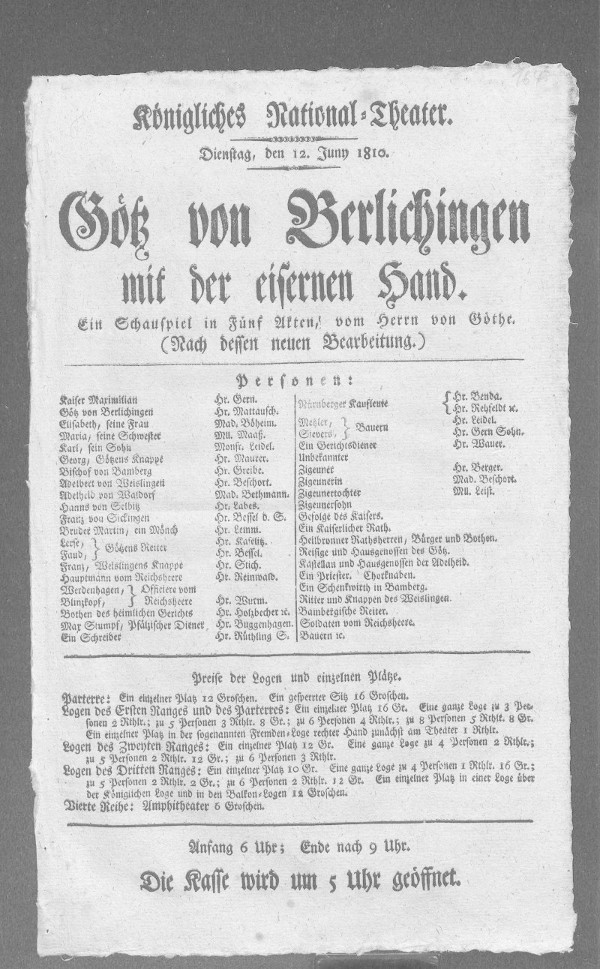 Königliches National-Theater.
Dienstag, den 12. Juny 1810.
Götz von Berlichingen
mit der eisernen Hand.
Ein Schauspiel in Fünf Akten, vom Herrn von Göthe.
(Nach dessen neuen Bearbeitung.)
Personen:
Kaiser Maximilian Hr. Gern.
Götz von Berlichingen Hr. Mattausch.
Elisabeth, seine Frau Mad. Böheim.
Maria, seine Schwester Mll. Maaß.
Karl, sein Sohn Monsr. Leidel.
Georg, Götzens Knappe Hr. Maurer.
Bischof von Bamberg Hr. Greibe.
Adelbert von Weislingen Hr. Beschort.
Adelheid von Waldorf Mad. Bethmann.
Hanns von Selbitz Hr. Labes.
Franz von Sickingen Hr. Bessel d. S.
Bruder Martin, ein Mönch Hr. Lemm.
Lerse, } Götzens Reiter Hr. Kaselitz.
Faud, } Hr. Bessel.
Franz, Weislingens Knappe Hr. Stich.
Hauptmann vom Reichsheere Hr. Reinwald.
Werdenhagen, } Officiere vom
Blinzkopf, } Reichsheere Hr. Wurm.
Bothen des heimlichen Gerichts Hr. Holzbecher ꝛc.
Max Stumpf, Pfälzischer Diener Hr. Buggenhagen.
Ein Schreiber Hr. Rüthling S.
Nürnberger Kaufleute { Hr. Benda.
{ Hr. Rehfeldt ꝛc.
Metzler, } Bauern Hr. Leidel.
Sievers, } Hr. Gern Sohn.
Ein Gerichtsdiener Hr. Wauer.
Unbekannter
Zigeuner Hr. Berger.
Zigeunerin Mad. Beschort.
Zigeunertochter Mll. Leist.
Zigeunersohn
Gefolge des Kaisers.
Ein Kaiserlicher Rath.
Heilbronner Rathsherren, Bürger und Bothen.
Reisige und Hausgenossen des Götz.
Kastellan und Hausgenossen der Adelheid.
Ein Priester. Chorknaben.
Ein Schenkwirth in Bamberg.
Ritter und Knappen des Weislingen.
Bambergische Reiter.
Soldaten vom Reichsheere.
Bauern ꝛc.
Preise der Logen und einzelnen Plätze.
Parterre: Ein einzelner Platz 12 Groschen. Ein gesperrter Sitz 16 Groschen.
Logen des Ersten Ranges und des Parterres: Ein einzelner Platz 16 Gr. Eine ganze Loge zu 3 Per-
sonen 2 Rthlr.; zu 5 Personen 3 Rthlr. 8 Gr.; zu 6 Personen 4 Rthlr.; zu 8 Personen 5 Rthlr. 8 Gr.
Ein einzelner Platz in der sogenannten Fremden-Loge rechter Hand zunächst am Theater 1 Rthlr.
Logen des Zweyten Ranges: Ein einzelner Platz 12 Gr. Eine ganze Loge zu 4 Personen 2 Rthlr.;
zu 5 Personen 2 Rthlr. 12 Gr.; zu 6 Personen 3 Rthlr.
Logen des Dritten Ranges: Ein einzelner Platz 10 Gr. Eine ganze Loge zu 4 Personen 1 Rthlr. 16 Gr.;
zu 5 Personen 2 Rthlr. 2 Gr.; zu 6 Personen 2 Rthlr. 12 Gr. Ein einzelner Platz in einer Loge über
der Königlichen Loge und in den Balkon-Logen 12 Groschen.
Vierte Reihe: Amphitheater 6 Groschen.
Anfang 6 Uhr; Ende nach 9 Uhr.
Die Kasse wird um 5 Uhr geöffnet.